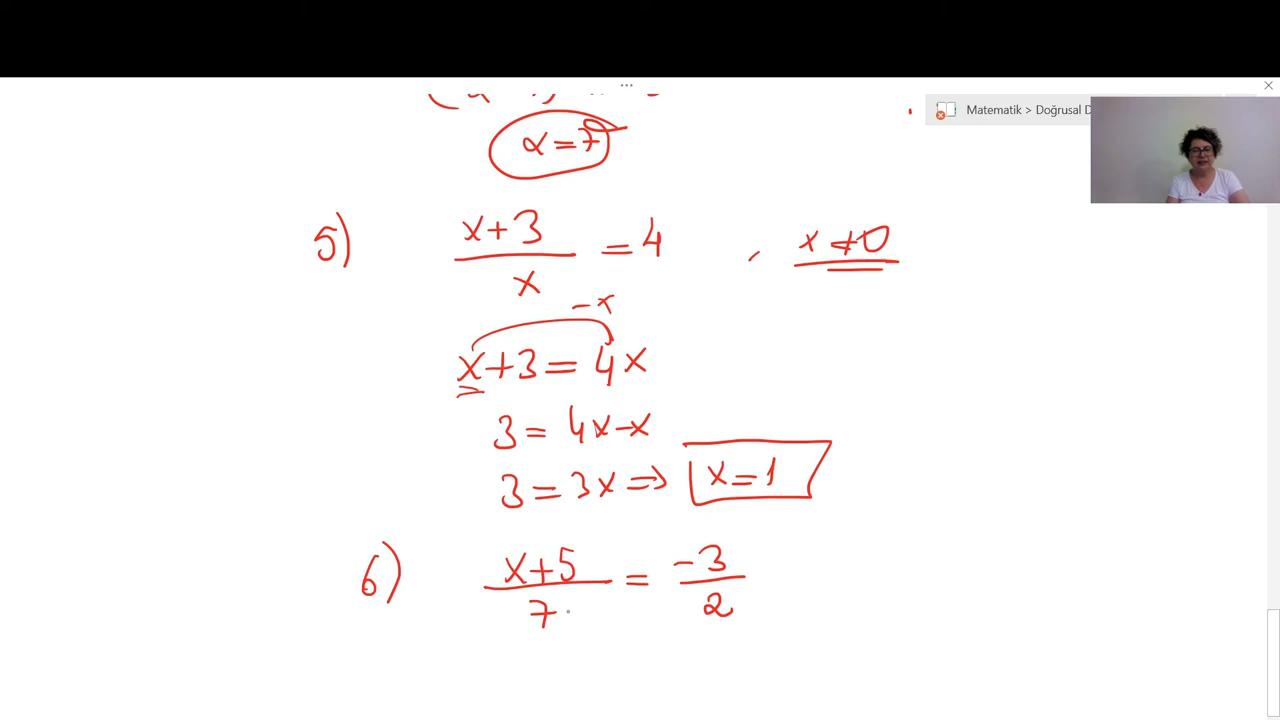 Matematik > Doğrusal D
α = 7
5) x+3 / x = 4 , x ≠ 0
-x
x+3 = 4x
3 = 4x-x
3 = 3x ⇒ x = 1
6) x+5 / 7 = -3 / 2